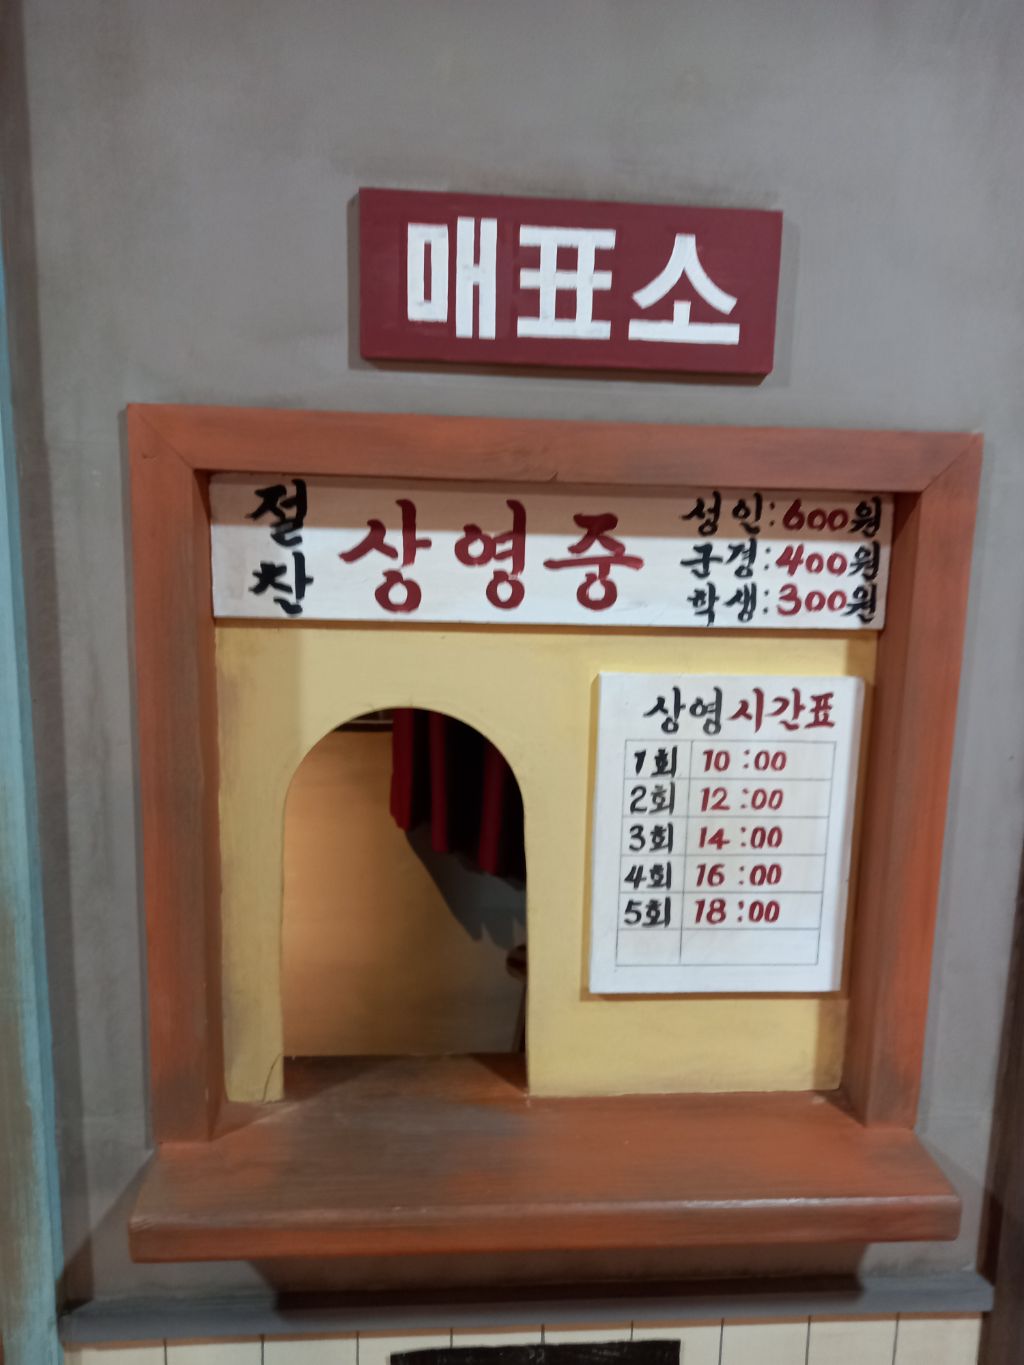 매표소
절찬 상영중
성인:600원
군경:400원
학생:300원
상영시간표
1회 10:00
2회 12:00
3회 14:00
4회 16:00
5회 18:00